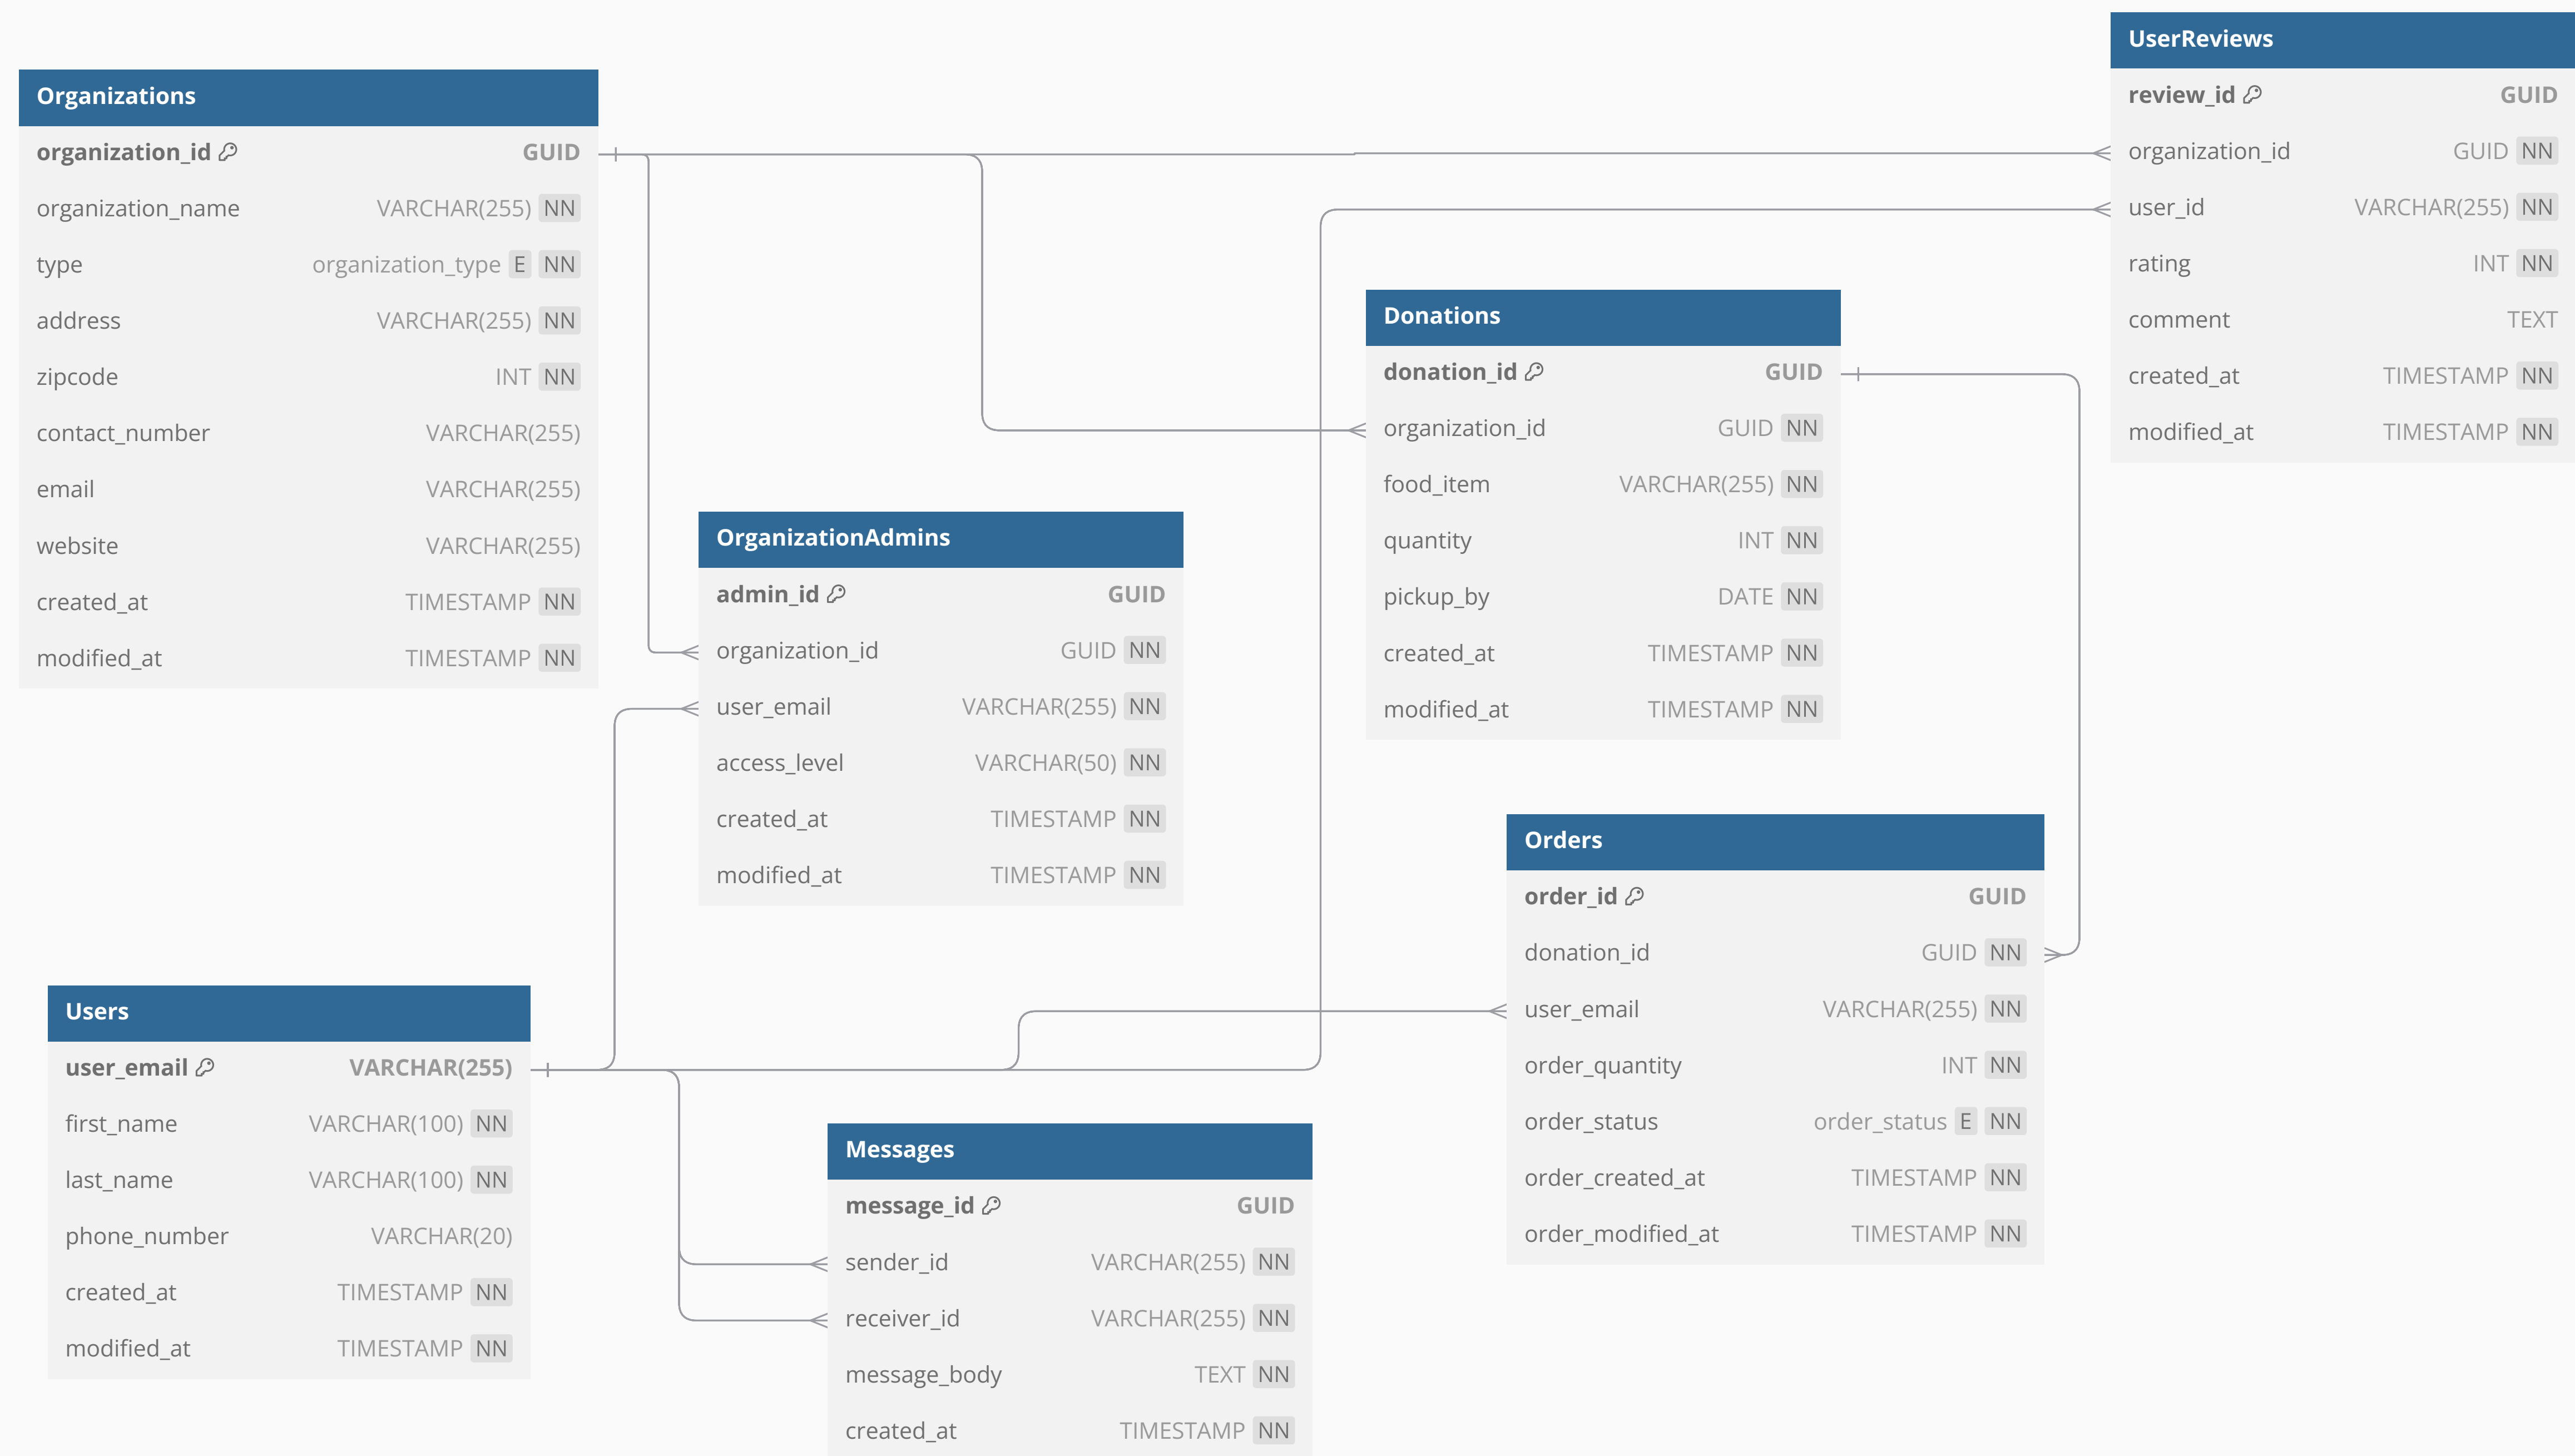 Organizations
organization_id GUID
organization_name VARCHAR(255) NN
type organization_type E NN
address VARCHAR(255) NN
zipcode INT NN
contact_number VARCHAR(255)
email VARCHAR(255)
website VARCHAR(255)
created_at TIMESTAMP NN
modified_at TIMESTAMP NN
UserReviews
review_id GUID
organization_id GUID NN
user_id VARCHAR(255) NN
rating INT NN
comment TEXT
created_at TIMESTAMP NN
modified_at TIMESTAMP NN
Donations
donation_id GUID
organization_id GUID NN
food_item VARCHAR(255) NN
quantity INT NN
pickup_by DATE NN
created_at TIMESTAMP NN
modified_at TIMESTAMP NN
OrganizationAdmins
admin_id GUID
organization_id GUID NN
user_email VARCHAR(255) NN
access_level VARCHAR(50) NN
created_at TIMESTAMP NN
modified_at TIMESTAMP NN
Orders
order_id GUID
donation_id GUID NN
user_email VARCHAR(255) NN
order_quantity INT NN
order_status order_status E NN
order_created_at TIMESTAMP NN
order_modified_at TIMESTAMP NN
Users
user_email VARCHAR(255)
first_name VARCHAR(100) NN
last_name VARCHAR(100) NN
phone_number VARCHAR(20)
created_at TIMESTAMP NN
modified_at TIMESTAMP NN
Messages
message_id GUID
sender_id VARCHAR(255) NN
receiver_id VARCHAR(255) NN
message_body TEXT NN
created_at TIMESTAMP NN